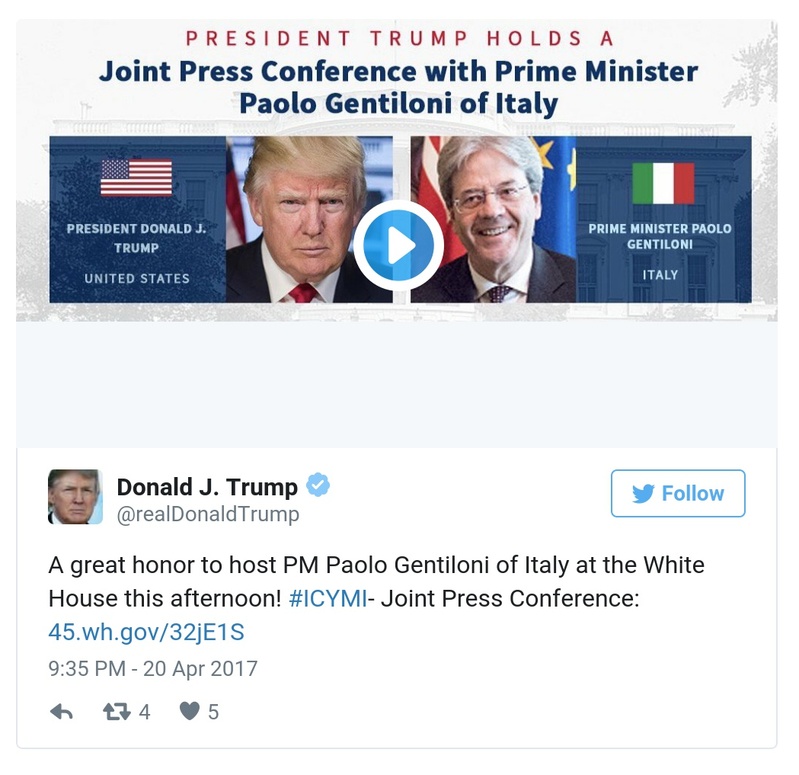 PRESIDENT TRUMP HOLDS A
Joint Press Conference with Prime Minister
Paolo Gentiloni of Italy
PRESIDENT DONALD J.
TRUMP
UNITED STATES
PRIME MINISTER PAOLO
GENTILONI
ITALY
Donald J. Trump
@realDonaldTrump
Follow
A great honor to host PM Paolo Gentiloni of Italy at the White
House this afternoon! #ICYMI- Joint Press Conference:
45.wh.gov/32jE1S
9:35 PM - 20 Apr 2017
4 5